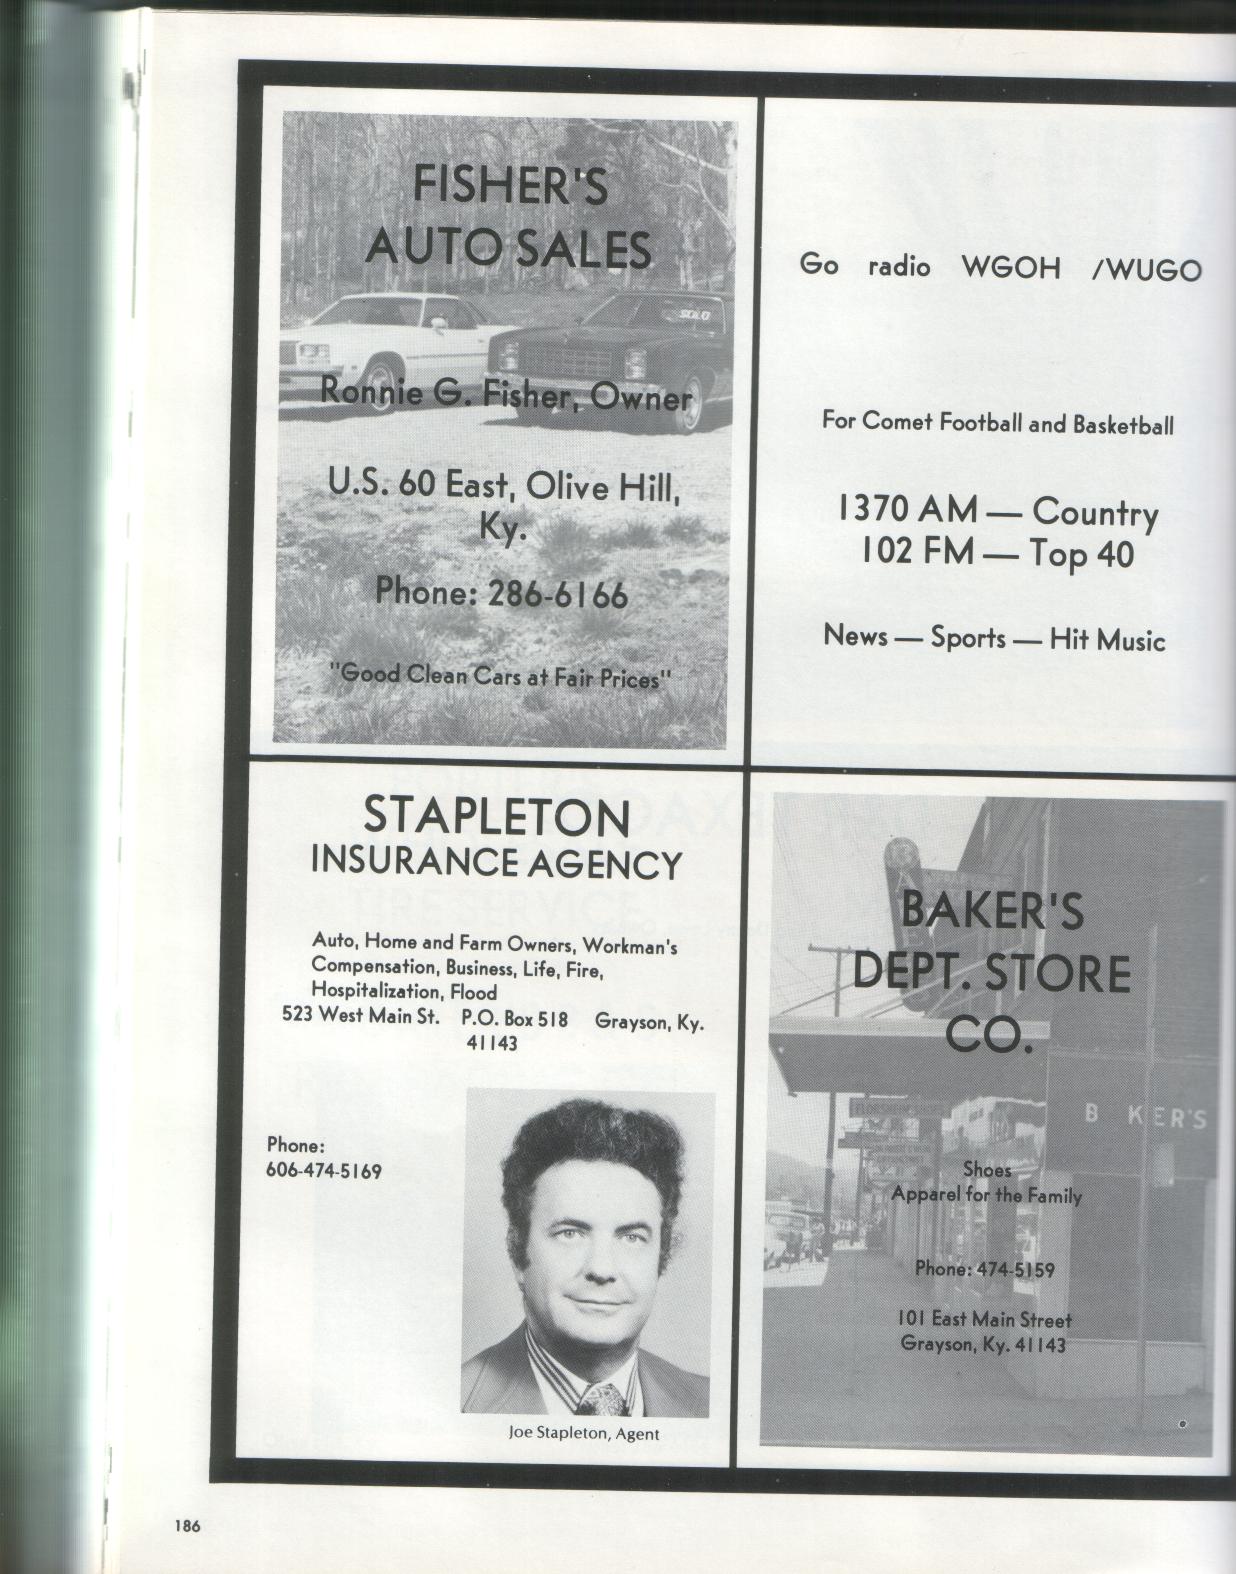 FISHER'S
AUTO SALES
SOLD
Ronnie G. Fisher, Owner
U.S. 60 East, Olive Hill,
Ky.
Phone: 286-6166
"Good Clean Cars at Fair Prices"
Go radio WGOH /WUGO
For Comet Football and Basketball
1370 AM — Country
102 FM — Top 40
News — Sports — Hit Music
STAPLETON
INSURANCE AGENCY
Auto, Home and Farm Owners, Workman's
Compensation, Business, Life, Fire,
Hospitalization, Flood
523 West Main St. P.O. Box 518 Grayson, Ky.
41143
Phone:
606-474-5169
Joe Stapleton, Agent
BAKER'S
DEPT. STORE
CO.
B KER'S
Shoes
Apparel for the Family
Phone: 474-5159
101 East Main Street
Grayson, Ky. 41143
186